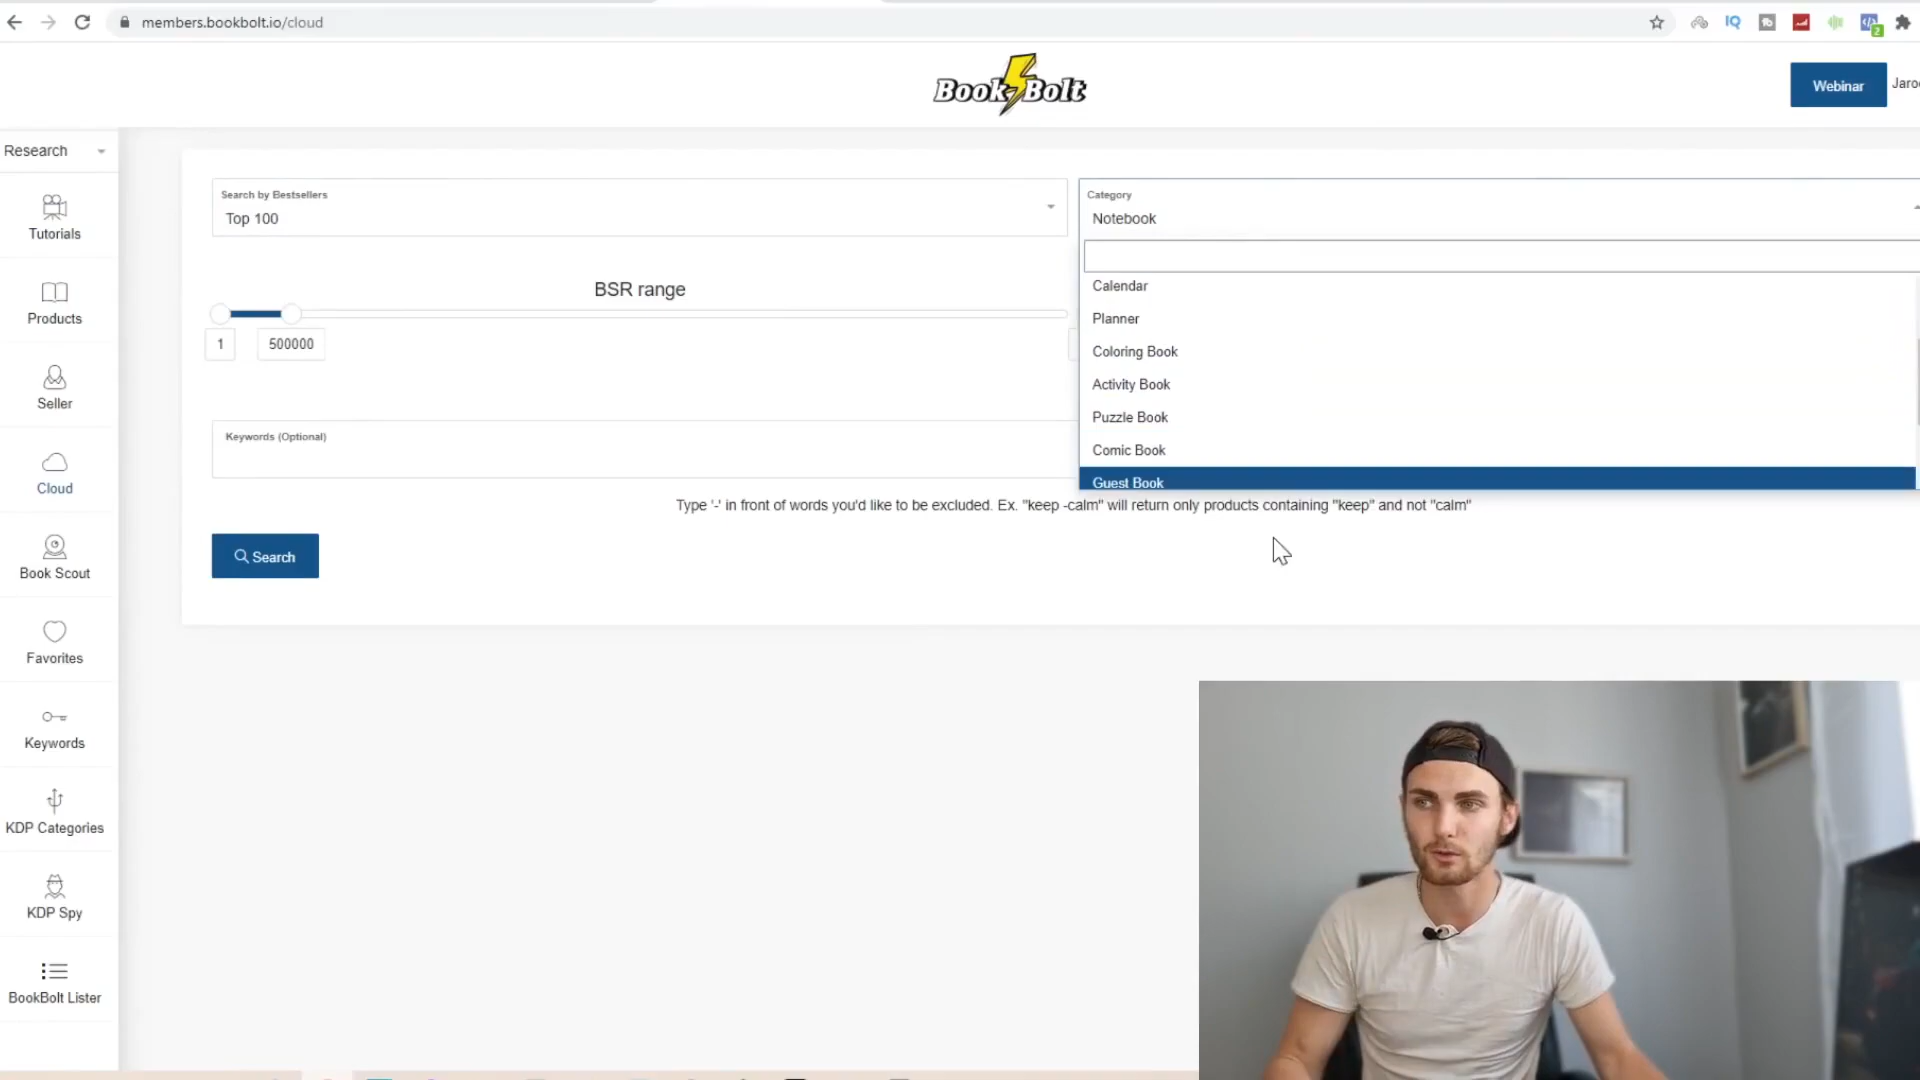 members.bookbolt.io/cloud
IQ
2
Book Bolt
Webinar
Research
Tutorials
Products
Seller
Cloud
Book Scout
Favorites
Keywords
KDP Categories
KDP Spy
BookBolt Lister
Search by Bestsellers
Top 100
BSR range
1
500000
Keywords (Optional)
Category
Notebook
Calendar
Planner
Coloring Book
Activity Book
Puzzle Book
Comic Book
Guest Book
Type '-' in front of words you'd like to be excluded. Ex. "keep -calm" will return only products containing "keep" and not "calm"
Search